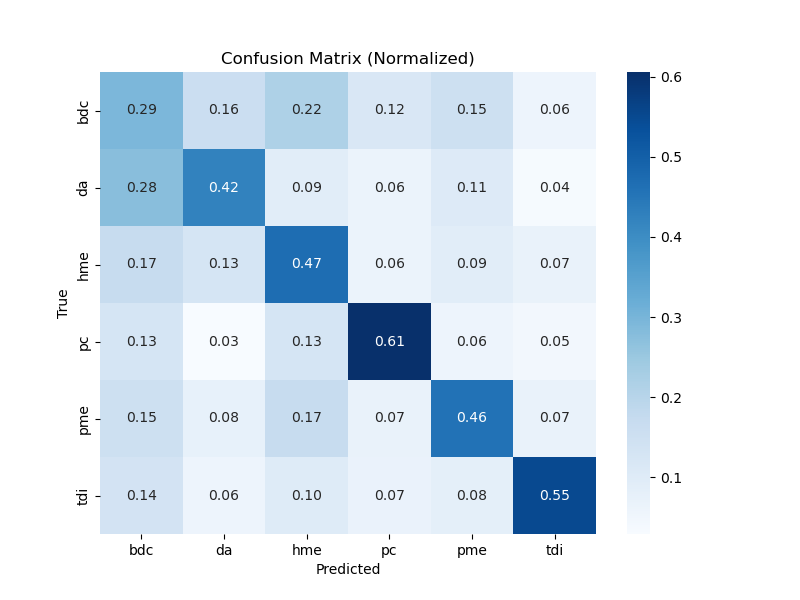 Confusion Matrix (Normalized)
True
bdc 0.29 0.16 0.22 0.12 0.15 0.06
da 0.28 0.42 0.09 0.06 0.11 0.04
hme 0.17 0.13 0.47 0.06 0.09 0.07
pc 0.13 0.03 0.13 0.61 0.06 0.05
pme 0.15 0.08 0.17 0.07 0.46 0.07
tdi 0.14 0.06 0.10 0.07 0.08 0.55
bdc da hme pc pme tdi
Predicted
0.6
0.5
0.4
0.3
0.2
0.1